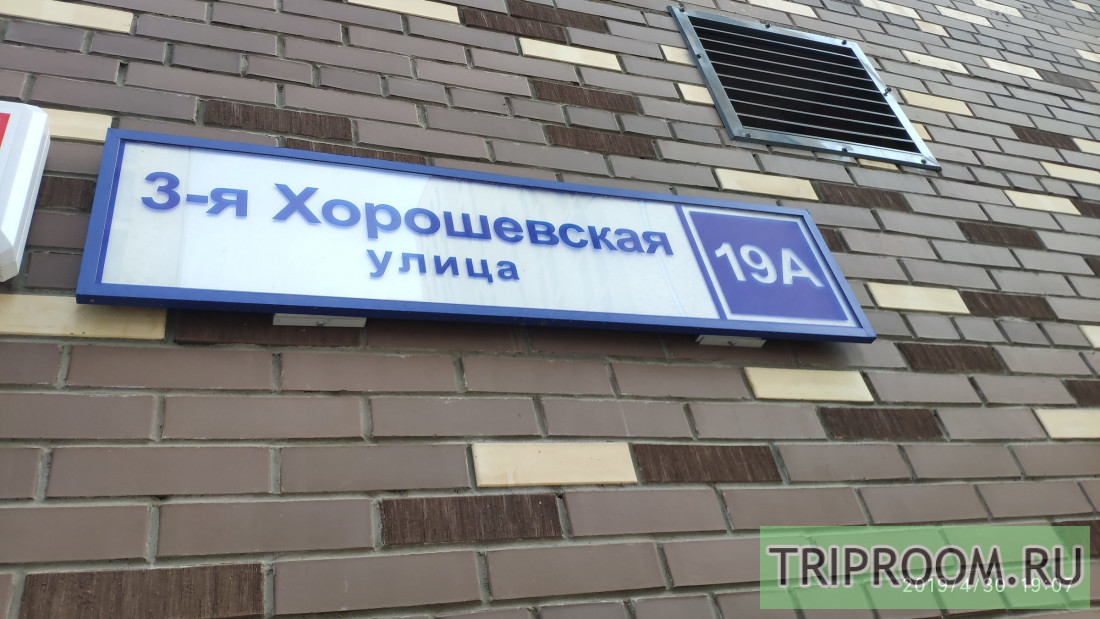 3-я Хорошевская
улица
19А
TRIPROOM.RU
2019/4/30 19:07